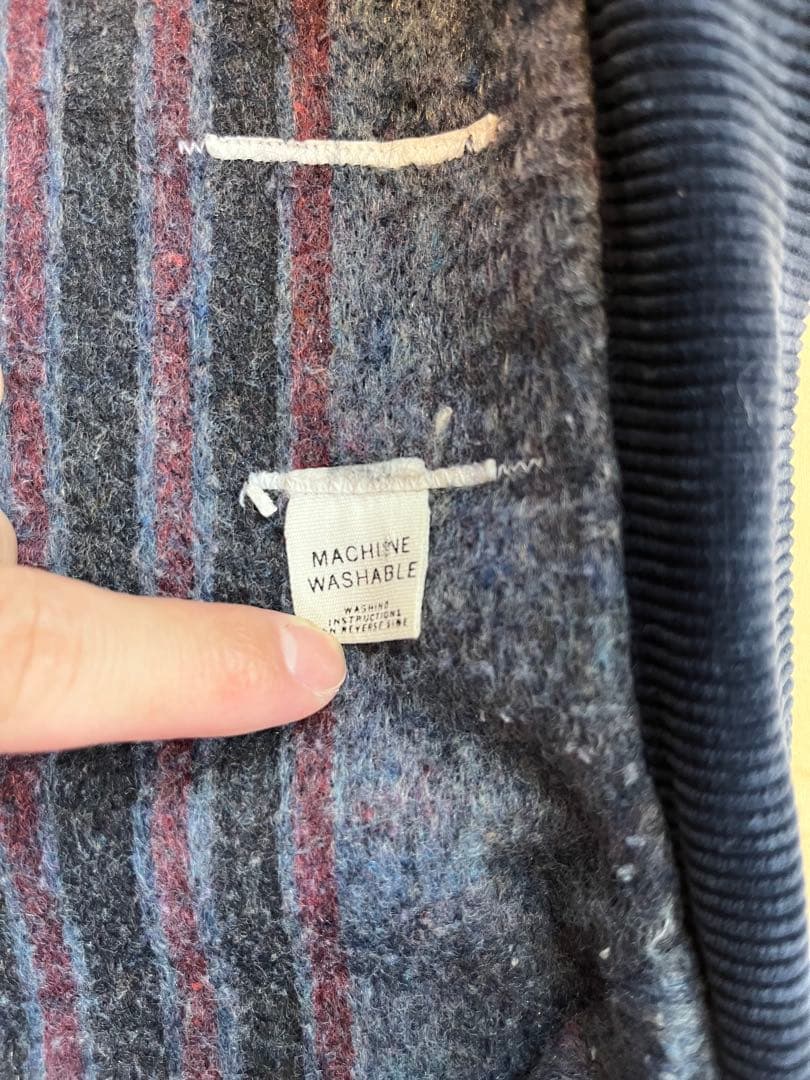 MACHINE
WASHABLE
WASHING
INSTRUCTIONS
ON REVERSE SIDE